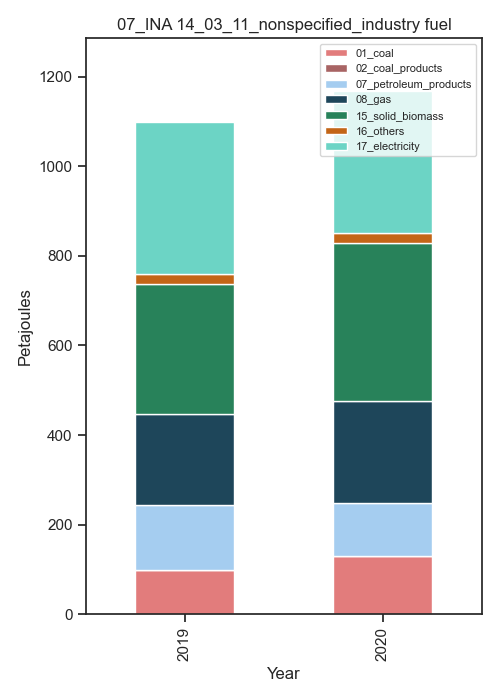 07_INA 14_03_11_nonspecified_industry fuel
01_coal
02_coal_products
07_petroleum_products
08_gas
15_solid_biomass
16_others
17_electricity
1200
1000
800
600
400
200
0
Petajoules
2019
2020
Year